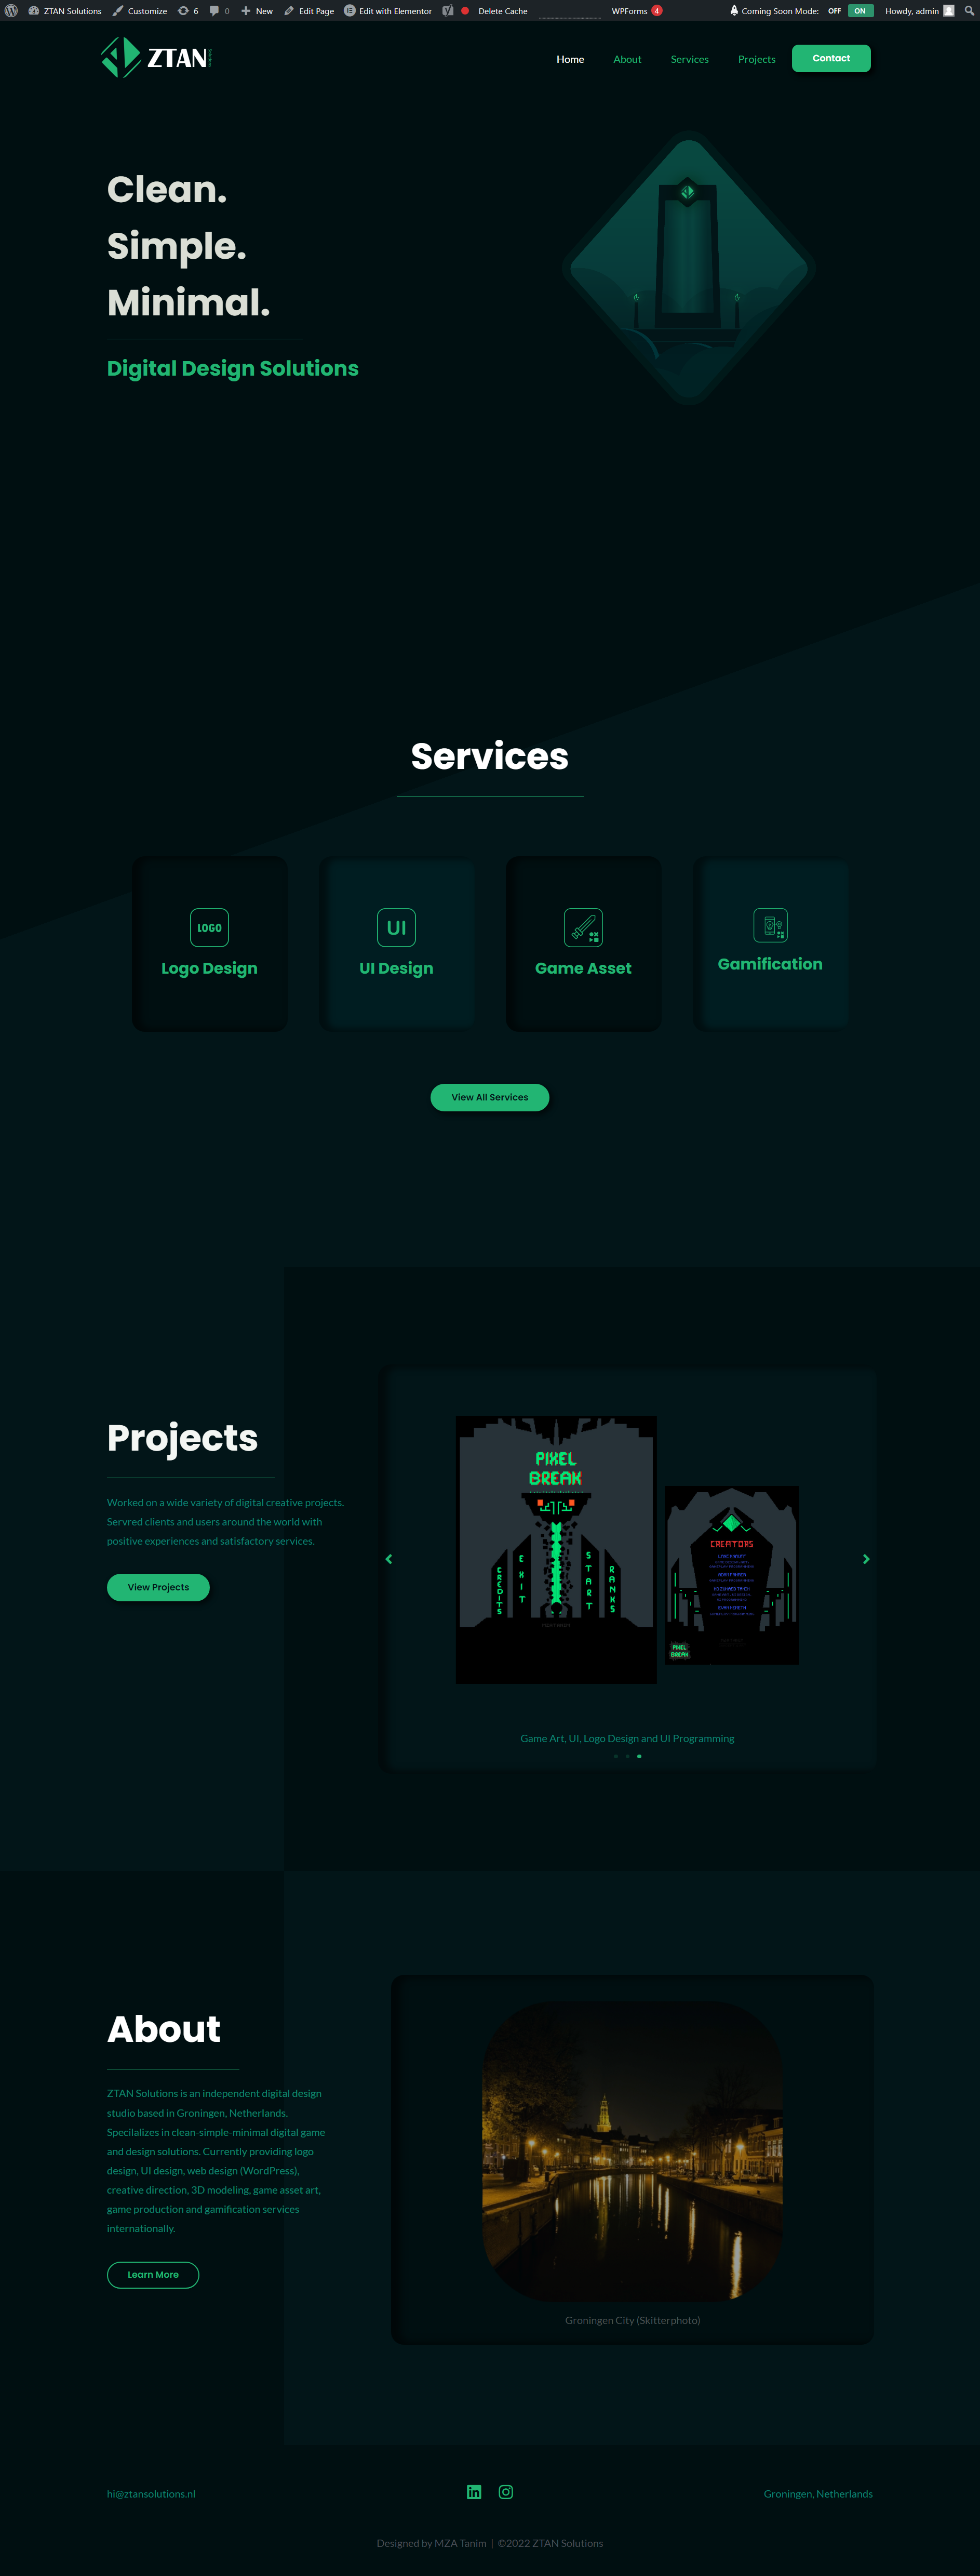 ZTAN Solutions Customize 6 0 New Edit Page Edit with Elementor Delete Cache WPForms 4 Coming Soon Mode: OFF ON Howdy, admin
ZTAN
Home About Services Projects Contact
Clean.
Simple.
Minimal.
Digital Design Solutions
Services
LOGO UI
Logo Design UI Design Game Asset Gamification
View All Services
Projects
Worked on a wide variety of digital creative projects.
Servred clients and users around the world with
positive experiences and satisfactory services.
View Projects
PIXEL
BREAK
CREDITS
EXIT
START
RANKS
CREATORS
PIXEL
BREAK
Game Art, UI, Logo Design and UI Programming
About
ZTAN Solutions is an independent digital design
studio based in Groningen, Netherlands.
Specilalizes in clean-simple-minimal digital game
and design solutions. Currently providing logo
design, UI design, web design (WordPress),
creative direction, 3D modeling, game asset art,
game production and gamification services
internationally.
Learn More
Groningen City (Skitterphoto)
hi@ztansolutions.nl
Groningen, Netherlands
Designed by MZA Tanim | ©2022 ZTAN Solutions